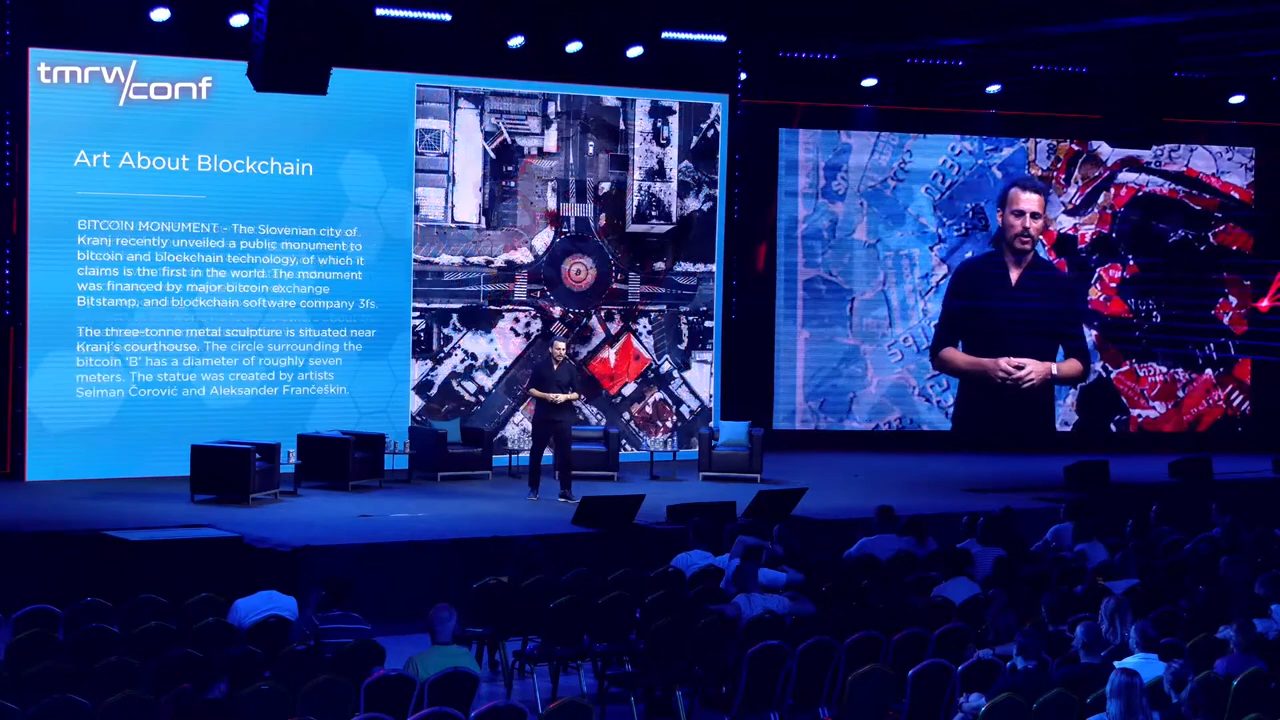 tmrw/conf
Art About Blockchain
BITCOIN MONUMENT - The Slovenian city of
Kranj recently unveiled a public monument to
bitcoin and blockchain technology, of which it
claims is the first in the world. The monument
was financed by major bitcoin exchange
Bitstamp, and blockchain software company 3fs.
The three-tonne metal sculpture is situated near
Kranj's courthouse. The circle surrounding the
bitcoin 'B' has a diameter of roughly seven
meters. The statue was created by artists
Selman Čorović and Aleksander Frančeškin.